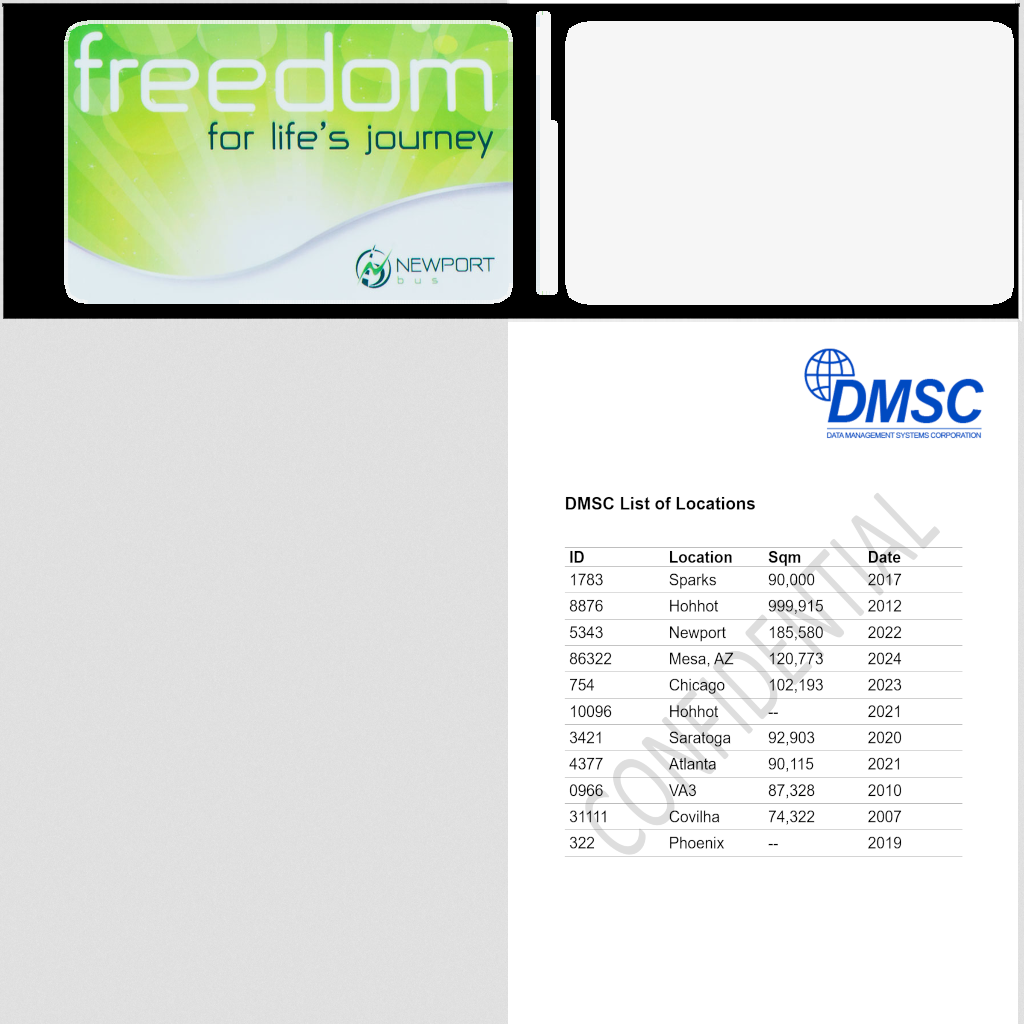 freedom
for life's journey
NEWPORT
bus
DMSC
DATA MANAGEMENT SYSTEMS CORPORATION
DMSC List of Locations
ID Location Sqm Date
1783 Sparks 90,000 2017
8876 Hohhot 999,915 2012
5343 Newport 185,580 2022
86322 Mesa, AZ 120,773 2024
754 Chicago 102,193 2023
10096 Hohhot -- 2021
3421 Saratoga 92,903 2020
4377 Atlanta 90,115 2021
0966 VA3 87,328 2010
31111 Covilha 74,322 2007
322 Phoenix -- 2019
CONFIDENTIAL